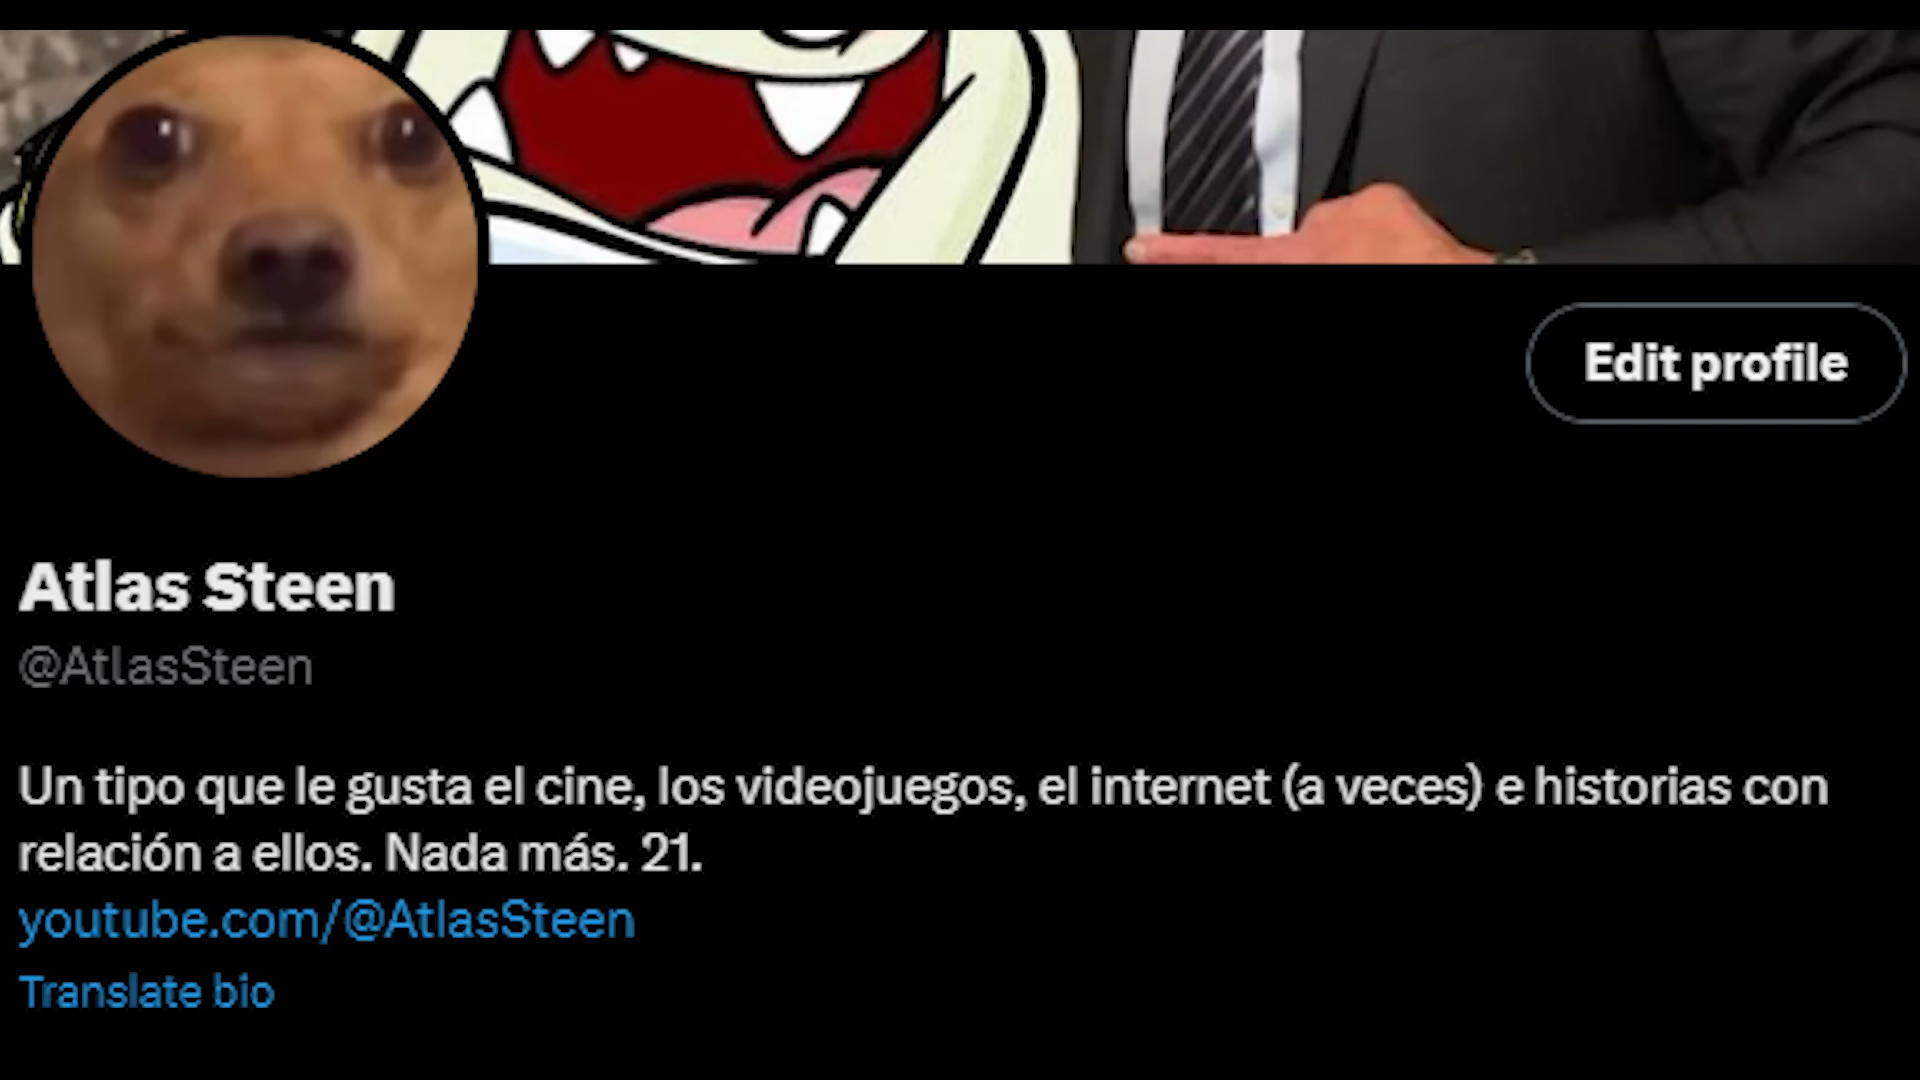 Edit profile
Atlas Steen
@AtlasSteen
Un tipo que le gusta el cine, los videojuegos, el internet (a veces) e historias con
relación a ellos. Nada más. 21.
youtube.com/@AtlasSteen
Translate bio